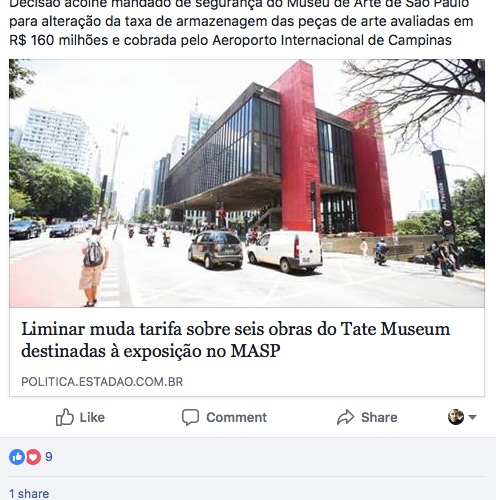 Decisão acolhe mandado de segurança do Museu de Arte de São Paulo
para alteração da taxa de armazenagem das peças de arte avaliadas em
R$ 160 milhões e cobrada pelo Aeroporto Internacional de Campinas
Liminar muda tarifa sobre seis obras do Tate Museum
destinadas à exposição no MASP
POLITICA.ESTADAO.COM.BR
Like Comment Share
9
1 share